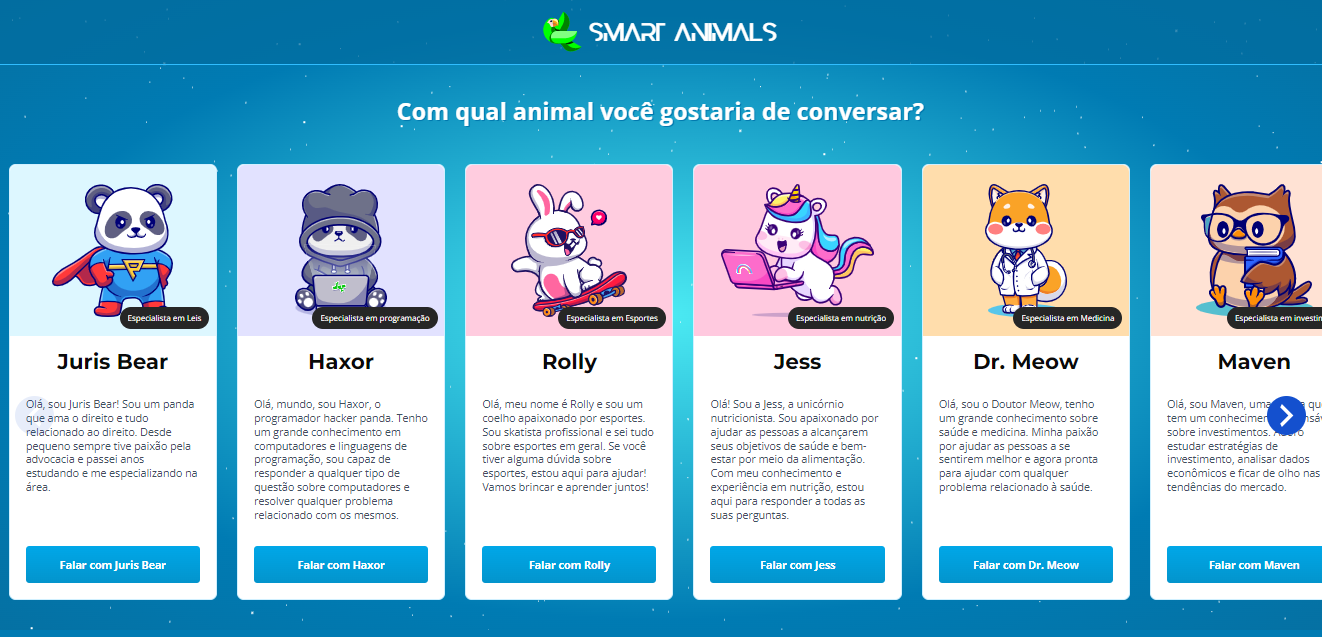 SMART ANIMALS
Com qual animal você gostaria de conversar?
Especialista em Leis
Juris Bear
Olá, sou Juris Bear! Sou um panda
que ama o direito e tudo
relacionado ao direito. Desde
pequeno sempre tive paixão pela
advocacia e passei anos
estudando e me especializando na
área.
Falar com Juris Bear
Especialista em programação
Haxor
Olá, mundo, sou Haxor, o
programador hacker panda. Tenho
um grande conhecimento em
computadores e linguagens de
programação, sou capaz de
responder a qualquer tipo de
questão sobre computadores e
resolver qualquer problema
relacionado com os mesmos.
Falar com Haxor
Especialista em Esportes
Rolly
Olá, meu nome é Rolly e sou um
coelho apaixonado por esportes.
Sou skatista profissional e sei tudo
sobre esportes em geral. Se você
tiver alguma dúvida sobre
esportes, estou aqui para ajudar!
Vamos brincar e aprender juntos!
Falar com Rolly
Especialista em nutrição
Jess
Olá! Sou a Jess, a unicórnio
nutricionista. Sou apaixonado por
ajudar as pessoas a alcançarem
seus objetivos de saúde e bem-
estar por meio da alimentação.
Com meu conhecimento e
experiência em nutrição, estou
aqui para responder a todas as
suas perguntas.
Falar com Jess
Especialista em Medicina
Dr. Meow
Olá, sou o Doutor Meow, tenho
um grande conhecimento sobre
saúde e medicina. Minha paixão
por ajudar as pessoas a se
sentirem melhor e agora pronta
para ajudar com qualquer
problema relacionado à saúde.
Falar com Dr. Meow
Especialista em investim
Maven
Olá, sou Maven, uma
tem um
sobre investimentos.
estudar estratégias de
investimento, analisar dados
econômicos e ficar de olho nas
tendências do mercado.
Falar com Maven